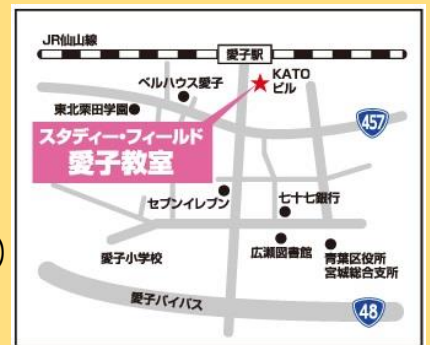 JR仙山線
愛子駅
KATO
ビル
ベルハウス愛子
東北栗田学園
457
スタディー・フィールド
愛子教室
セブンイレブン
七十七銀行
愛子小学校
広瀬図書館
青葉区役所
宮城総合支所
愛子バイパス
48
)